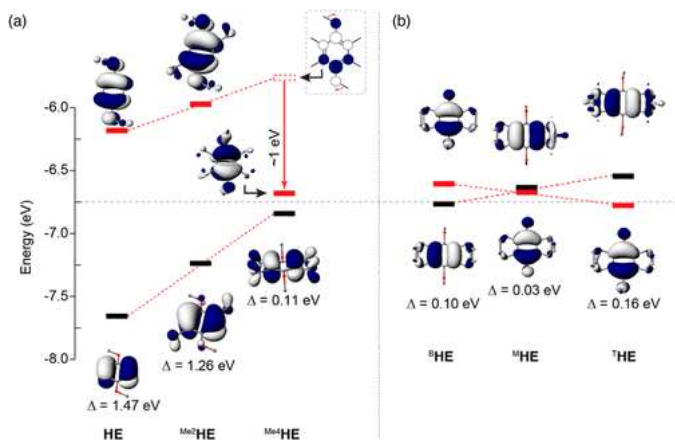 (a)
(b)
Energy (eV)
-6.0
-6.5
-7.0
-7.5
-8.0
~1 eV
Δ = 1.47 eV
Δ = 1.26 eV
Δ = 0.11 eV
HE
Me2HE
Me4HE
Δ = 0.10 eV
Δ = 0.03 eV
Δ = 0.16 eV
BHE
MHE
THE